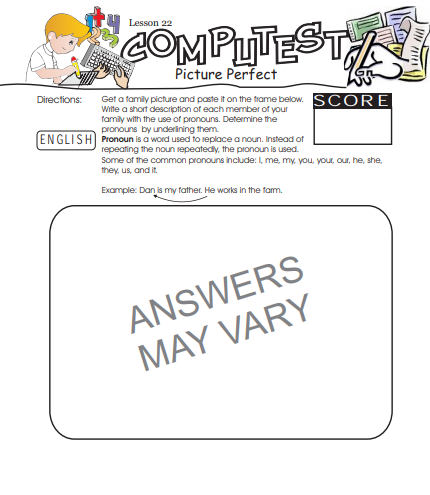 Lesson 22
COMPUTEST
Picture Perfect
Directions:
Get a family picture and paste it on the frame below.
Write a short description of each member of your
family with the use of pronouns. Determine the
pronouns by underlining them.
SCORE
ENGLISH
Pronoun is a word used to replace a noun. Instead of
repeating the noun repeatedly, the pronoun is used.
Some of the common pronouns include: I, me, my, you, your, our, he, she,
they, us, and it.
Example: Dan is my father. He works in the farm.
ANSWERS
MAY VARY